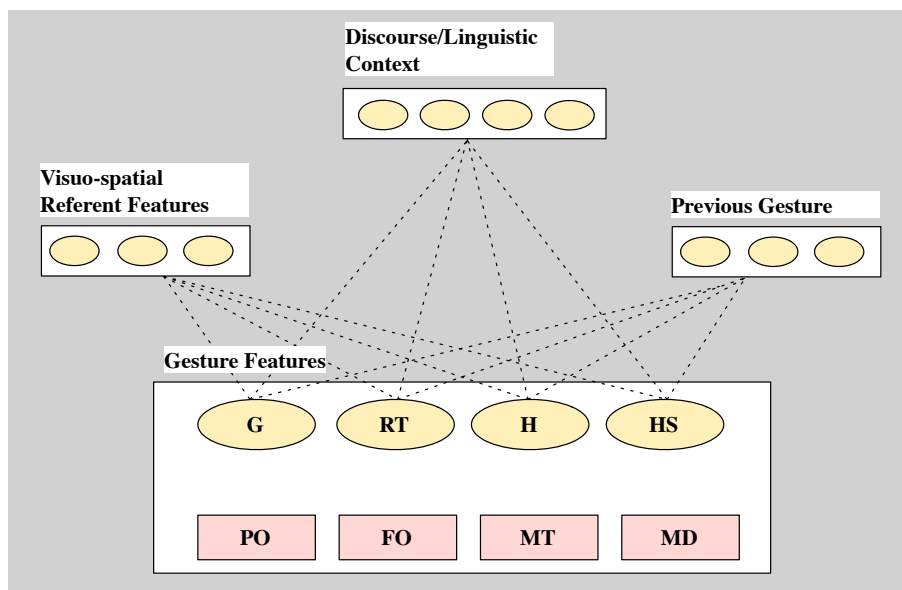 Discourse/Linguistic
Context
Visuo-spatial
Referent Features
Previous Gesture
Gesture Features
G
RT
H
HS
PO
FO
MT
MD